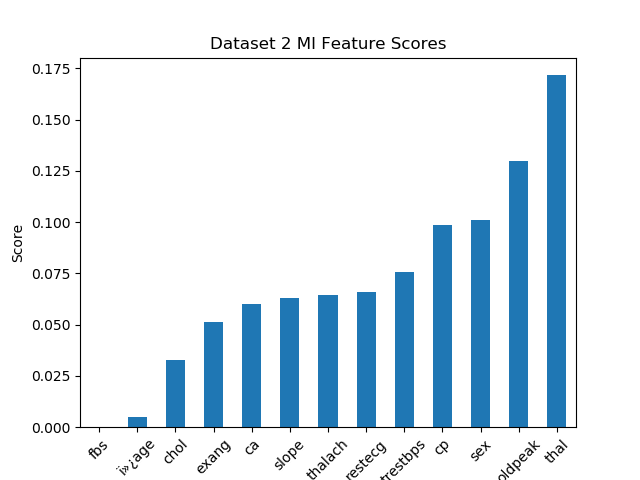 Dataset 2 MI Feature Scores
0.175
0.150
0.125
0.100
0.075
0.050
0.025
0.000
Score
fbs
ï»¿age
chol
exang
ca
slope
thalach
restecg
trestbps
cp
sex
oldpeak
thal